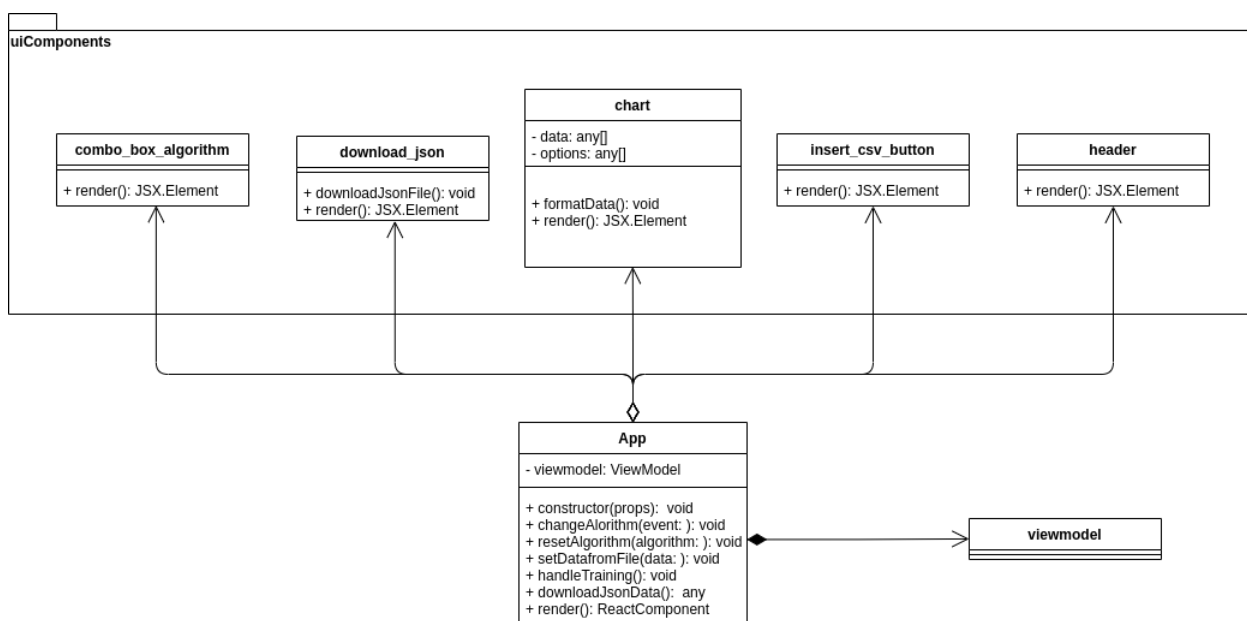 uiComponents
combo_box_algorithm
+ render(): JSX.Element
download_json
+ downloadJsonFile(): void
+ render(): JSX.Element
chart
- data: any[]
- options: any[]
+ formatData(): void
+ render(): JSX.Element
insert_csv_button
+ render(): JSX.Element
header
+ render(): JSX.Element
App
- viewmodel: ViewModel
+ constructor(props): void
+ changeAlorithm(event: ): void
+ resetAlgorithm(algorithm: ): void
+ setDatafromFile(data: ): void
+ handleTraining(): void
+ downloadJsonData(): any
+ render(): ReactComponent
viewmodel